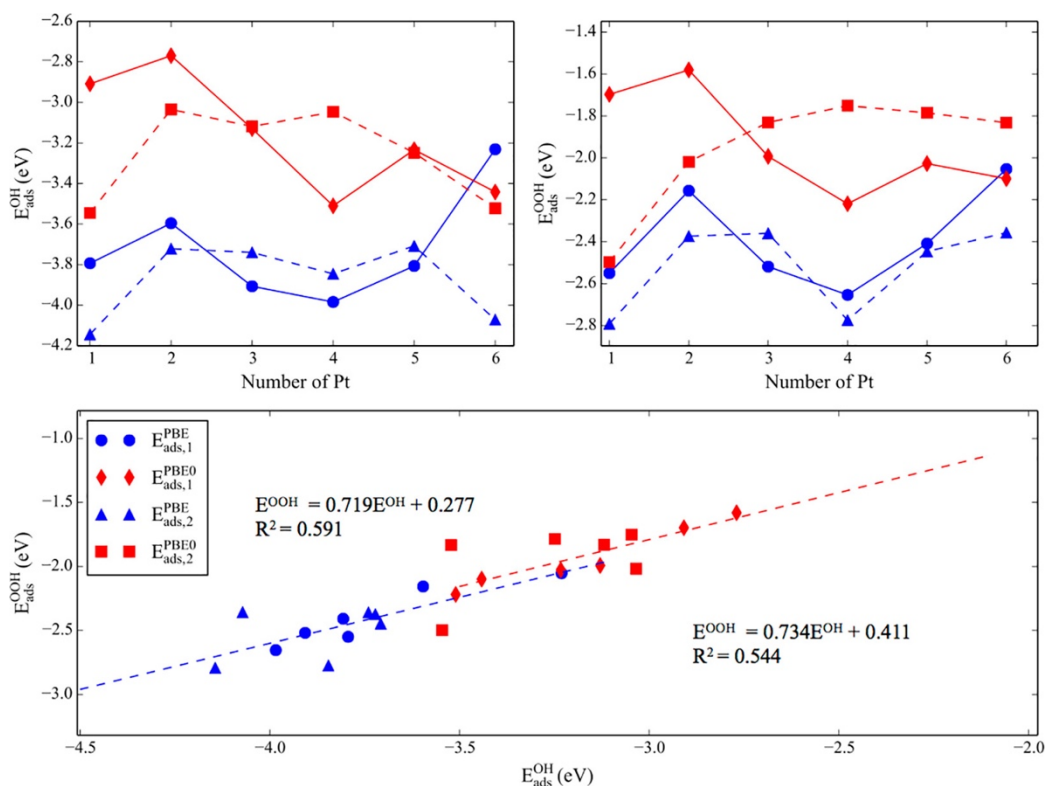 −2.6
−2.8
−3.0
−3.2
−3.4
−3.6
−3.8
−4.0
−4.2
E^OH_ads (eV)
1 2 3 4 5 6
Number of Pt
−1.4
−1.6
−1.8
−2.0
−2.2
−2.4
−2.6
−2.8
E^OOH_ads (eV)
1 2 3 4 5 6
Number of Pt
−1.0
−1.5
−2.0
−2.5
−3.0
E^OOH_ads (eV)
E^PBE_ads,1
E^PBE0_ads,1
E^PBE_ads,2
E^PBE0_ads,2
E^OOH = 0.719E^OH + 0.277
R² = 0.591
E^OOH = 0.734E^OH + 0.411
R² = 0.544
−4.5 −4.0 −3.5 −3.0 −2.5 −2.0
E^OH_ads (eV)